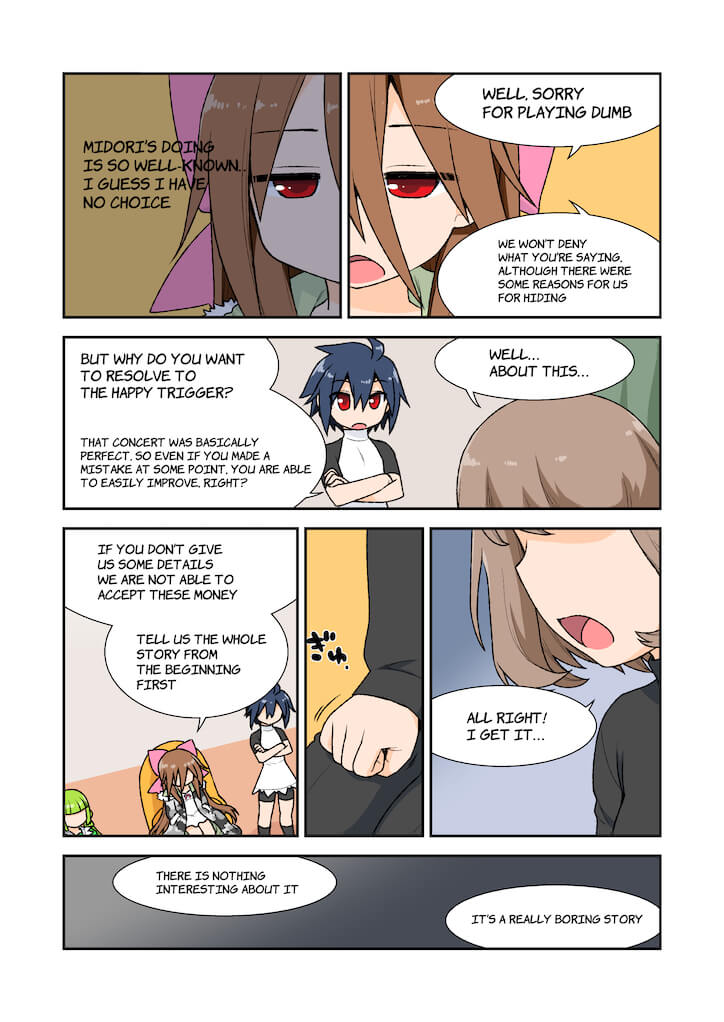 MIDORI'S DOING
IS SO WELL-KNOWN..
I GUESS I HAVE
NO CHOICE
WELL, SORRY
FOR PLAYING DUMB
WE WON'T DENY
WHAT YOU'RE SAYING,
ALTHOUGH THERE WERE
SOME REASONS FOR US
FOR HIDING
BUT WHY DO YOU WANT
TO RESOLVE TO
THE HAPPY TRIGGER?
THAT CONCERT WAS BASICALLY
PERFECT, SO EVEN IF YOU MADE A
MISTAKE AT SOME POINT, YOU ARE ABLE
TO EASILY IMPROVE, RIGHT?
WELL...
ABOUT THIS...
IF YOU DON'T GIVE
US SOME DETAILS
WE ARE NOT ABLE TO
ACCEPT THESE MONEY
TELL US THE WHOLE
STORY FROM
THE BEGINNING
FIRST
ぎゅ
ALL RIGHT!
I GET IT...
THERE IS NOTHING
INTERESTING ABOUT IT
IT'S A REALLY BORING STORY